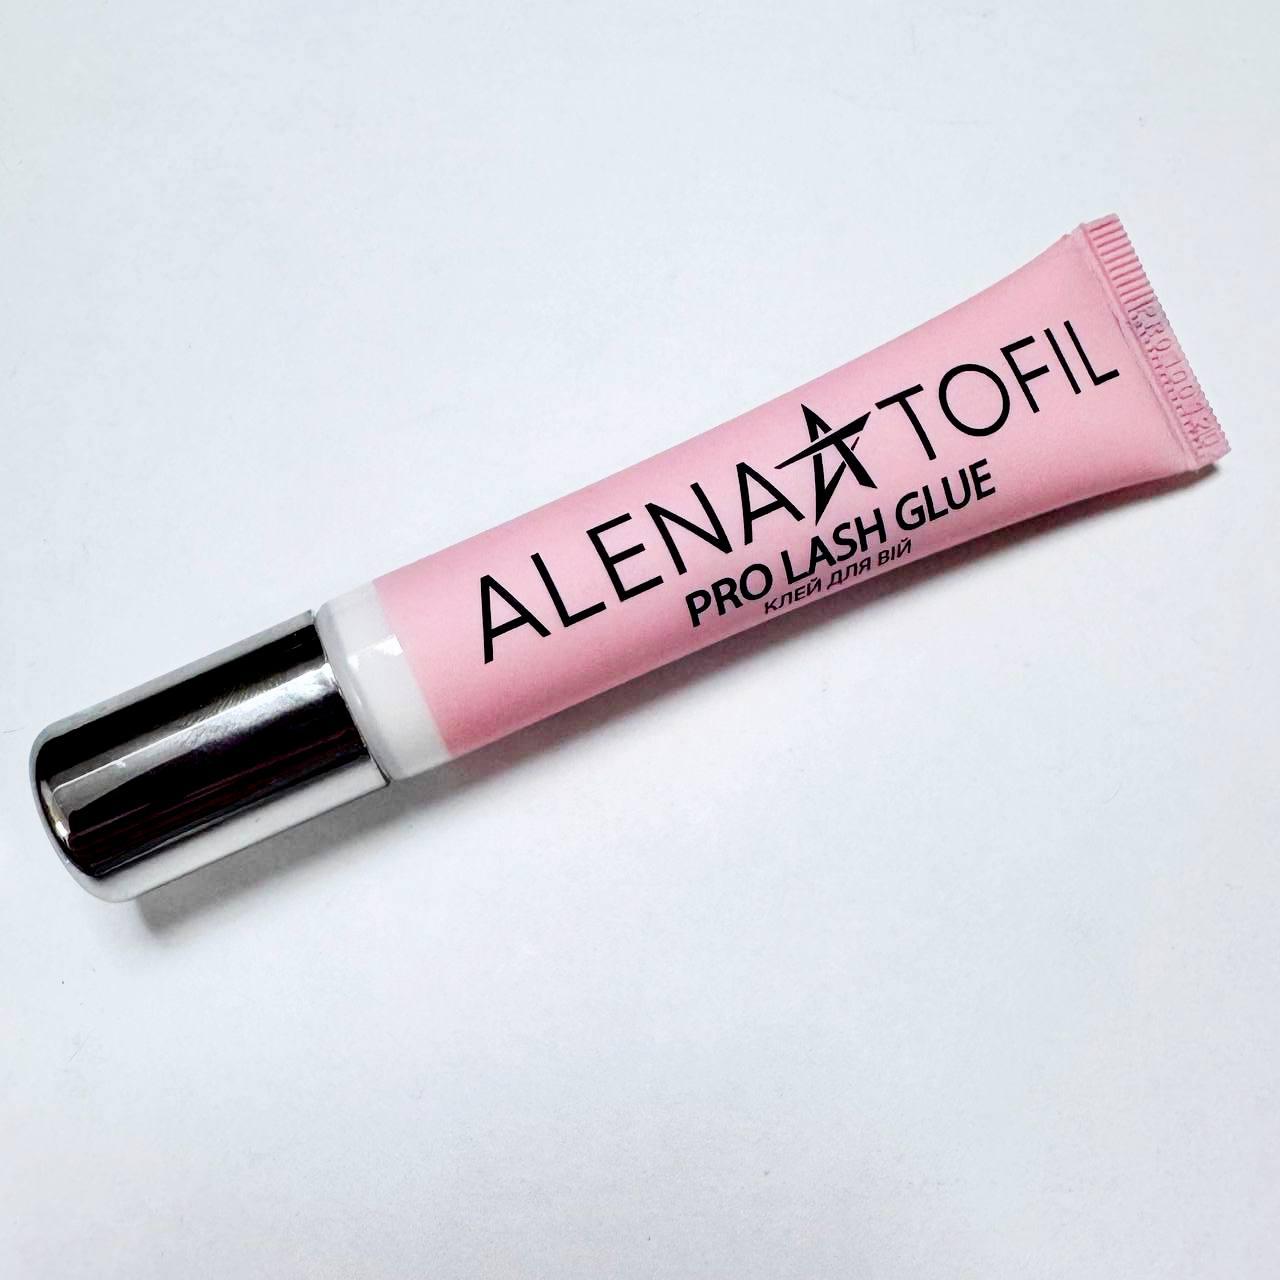 ALENA TOFIL
PRO LASH GLUE
КЛЕЙ ДЛЯ ВІЙ